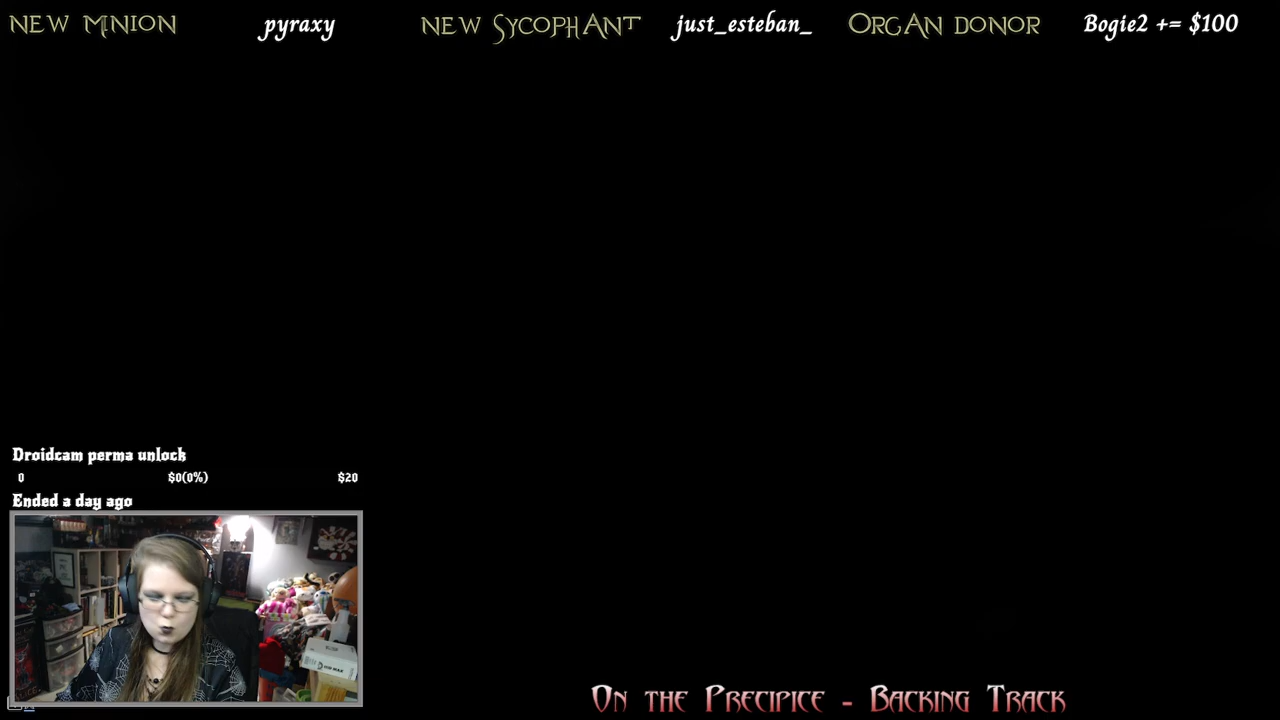 NEW MINION pyraxy NEW SYCOPHANT just_esteban_ ORGAN DONOR Bogie2 += $100
Droidcam perma unlock
0 $0(0%) $20
Ended a day ago
On the Precipice - Backing Track